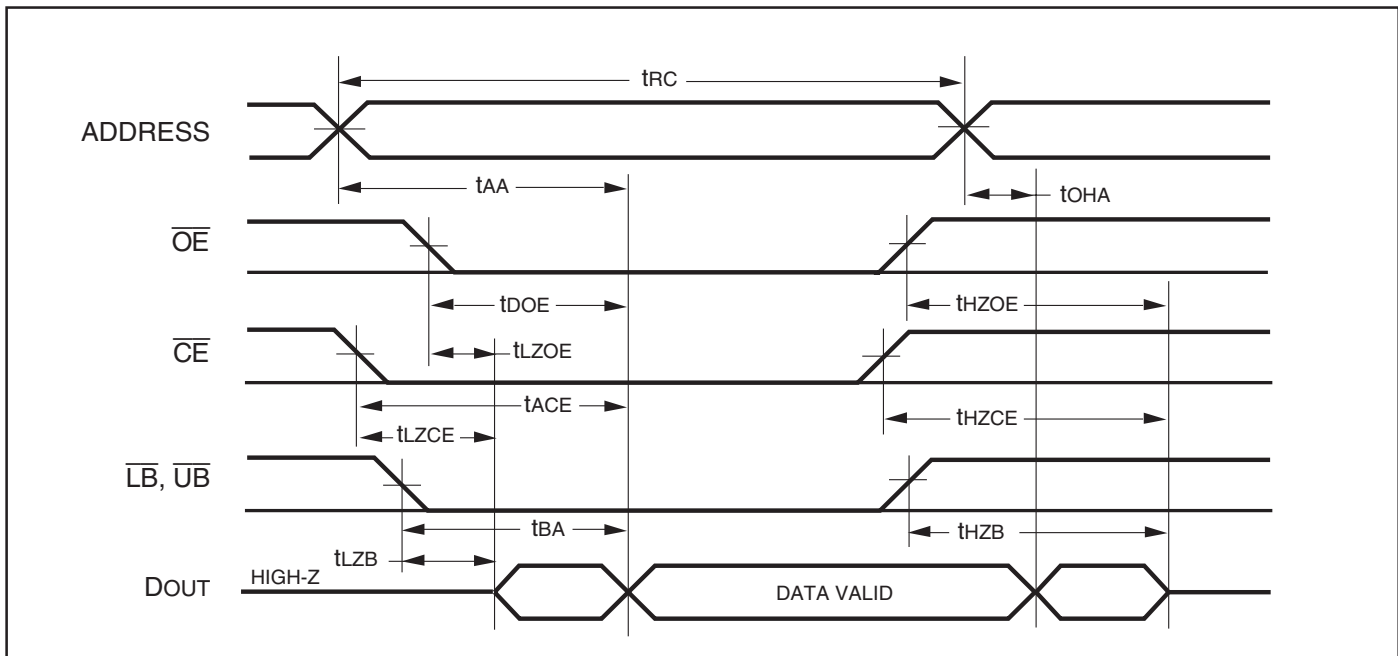 tRC
ADDRESS
tAA
tOHA
OE
tDOE
tHZOE
CE
tLZOE
tACE
tHZCE
tLZCE
LB, UB
tBA
tHZB
tLZB
HIGH-Z
DOUT
DATA VALID